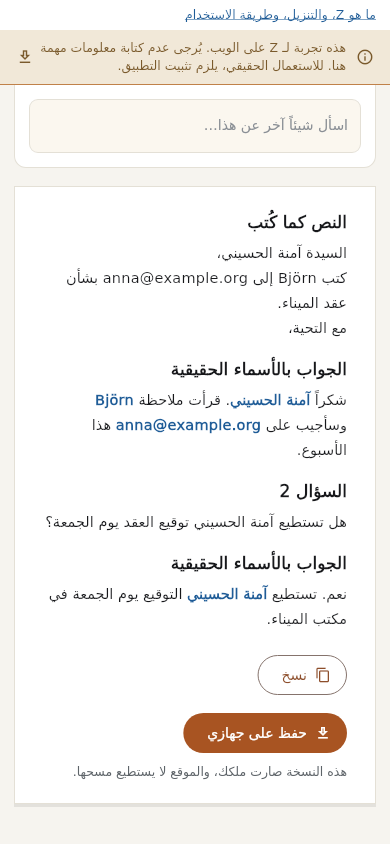 ما هو Z، والتنزيل، وطريقة الاستخدام
هذه تجربة لـ Z على الويب. يُرجى عدم كتابة معلومات مهمة
هنا. للاستعمال الحقيقي، يلزم تثبيت التطبيق.
اسأل شيئاً آخر عن هذا...
النص كما كُتب
السيدة آمنة الحسيني،
كتب Björn إلى anna@example.org بشأن
عقد الميناء.
مع التحية،
الجواب بالأسماء الحقيقية
شكراً آمنة الحسيني. قرأت ملاحظة Björn
وسأجيب على anna@example.org هذا
الأسبوع.
السؤال 2
هل تستطيع آمنة الحسيني توقيع العقد يوم الجمعة؟
الجواب بالأسماء الحقيقية
نعم. تستطيع آمنة الحسيني التوقيع يوم الجمعة في
مكتب الميناء.
نسخ
حفظ على جهازي
هذه النسخة صارت ملكك، والموقع لا يستطيع مسحها.